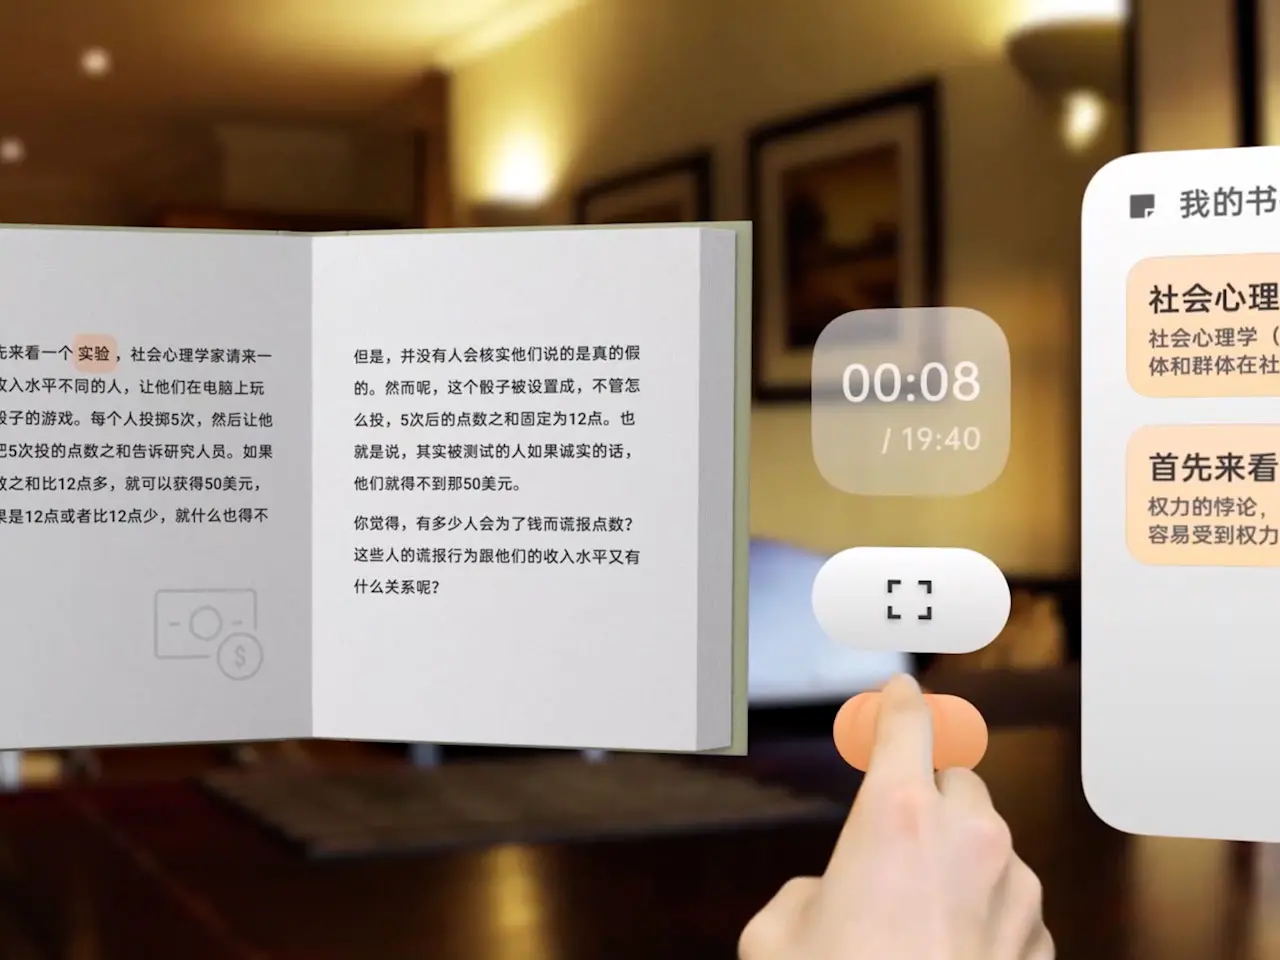 先来看一个实验，社会心理学家请来一
收入水平不同的人，让他们在电脑上玩
骰子的游戏。每个人投掷5次，然后让他
把5次投的点数之和告诉研究人员。如果
数之和比12点多，就可以获得50美元，
果是12点或者比12点少，就什么也得不
$
但是，并没有人会核实他们说的是真的假
的。然而呢，这个骰子被设置成，不管怎
么投，5次后的点数之和固定为12点。也
就是说，其实被测试的人如果诚实的话，
他们就得不到那50美元。
你觉得，有多少人会为了钱而谎报点数？
这些人的谎报行为跟他们的收入水平又有
什么关系呢？
00:08
/ 19:40
我的书
社会心理
社会心理学（
体和群体在社
首先来看
权力的悖论，
容易受到权力